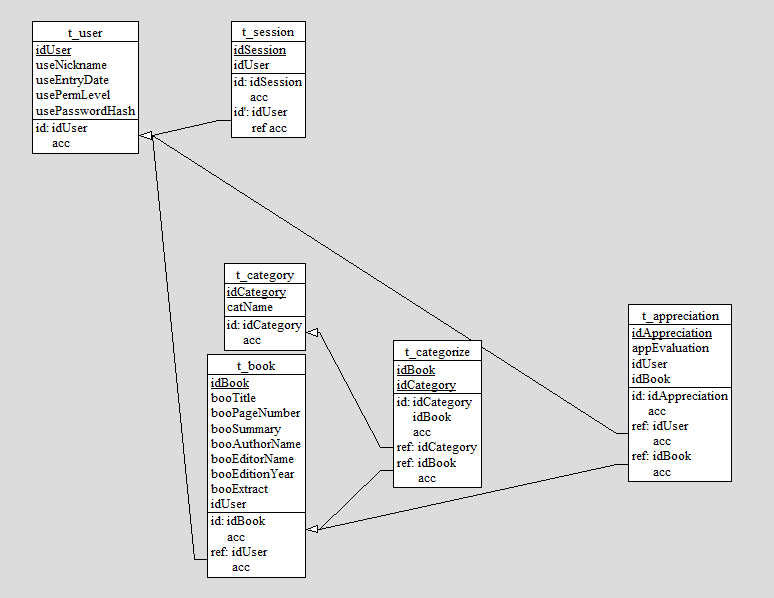 t_user
idUser
useNickname
useEntryDate
usePermLevel
usePasswordHash
id: idUser
acc
t_session
idSession
idUser
id: idSession
acc
id': idUser
ref acc
t_category
idCategory
catName
id: idCategory
acc
t_book
idBook
booTitle
booPageNumber
booSummary
booAuthorName
booEditorName
booEditionYear
booExtract
idUser
id: idBook
acc
ref: idUser
acc
t_categorize
idBook
idCategory
id: idCategory
idBook
acc
ref: idCategory
ref: idBook
acc
t_appreciation
idAppreciation
appEvaluation
idUser
idBook
id: idAppreciation
acc
ref: idUser
acc
ref: idBook
acc